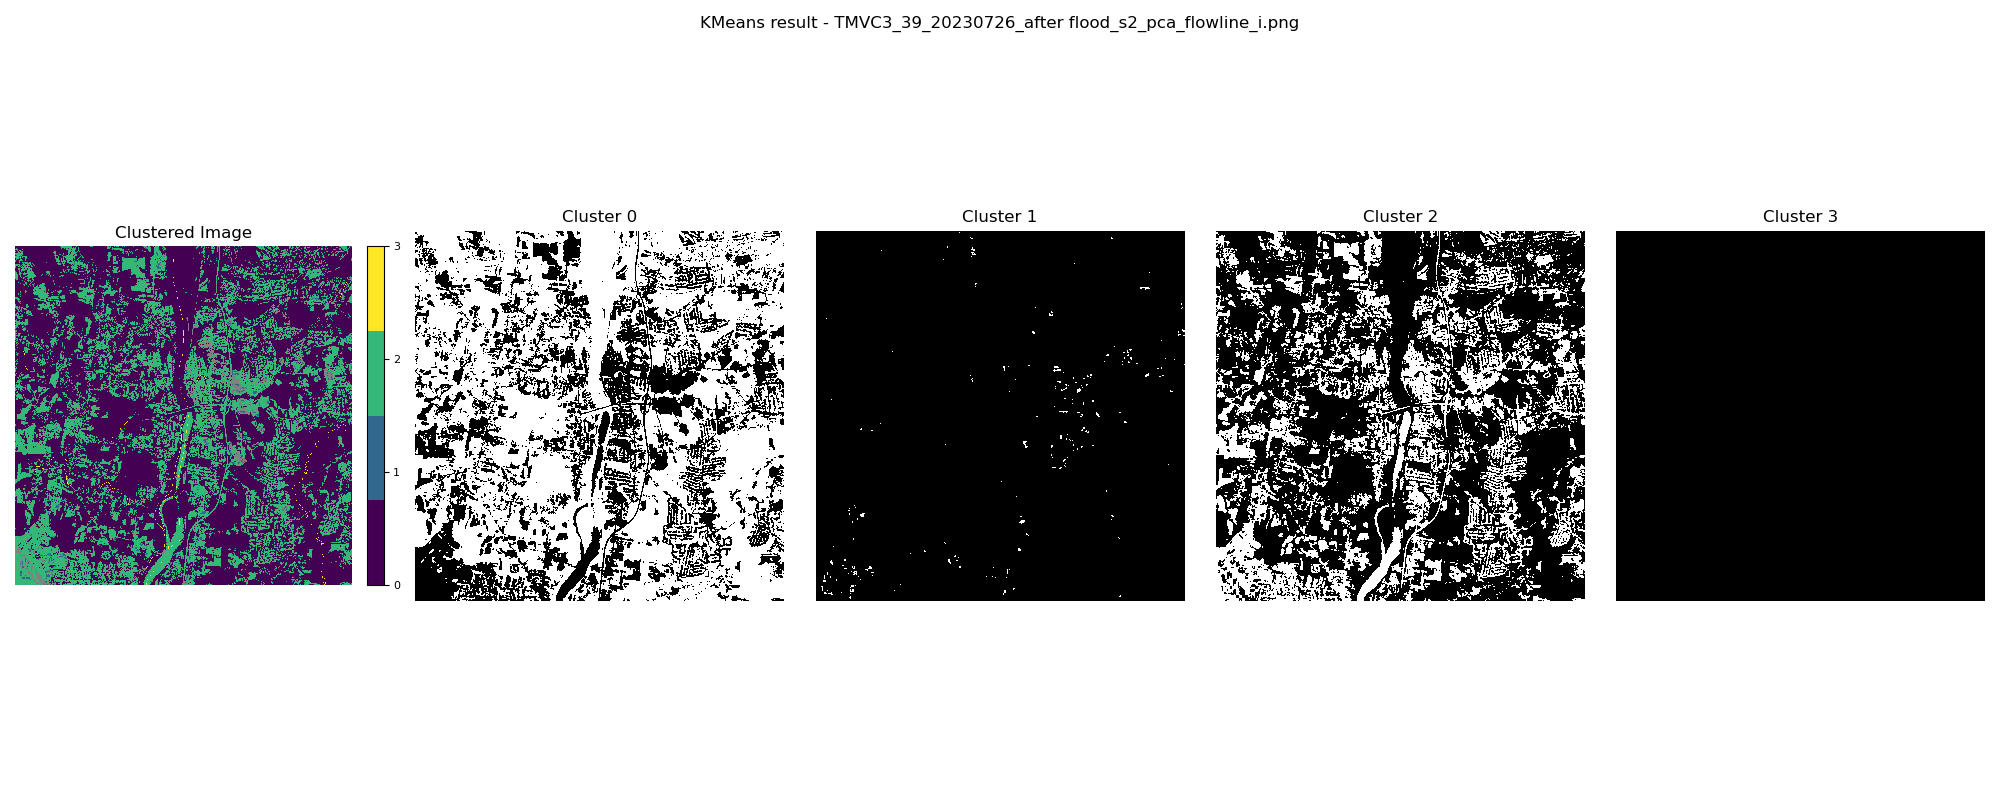 KMeans result - TMVC3_39_20230726_after flood_s2_pca_flowline_i.png
Clustered Image
3
2
1
0
Cluster 0
Cluster 1
Cluster 2
Cluster 3